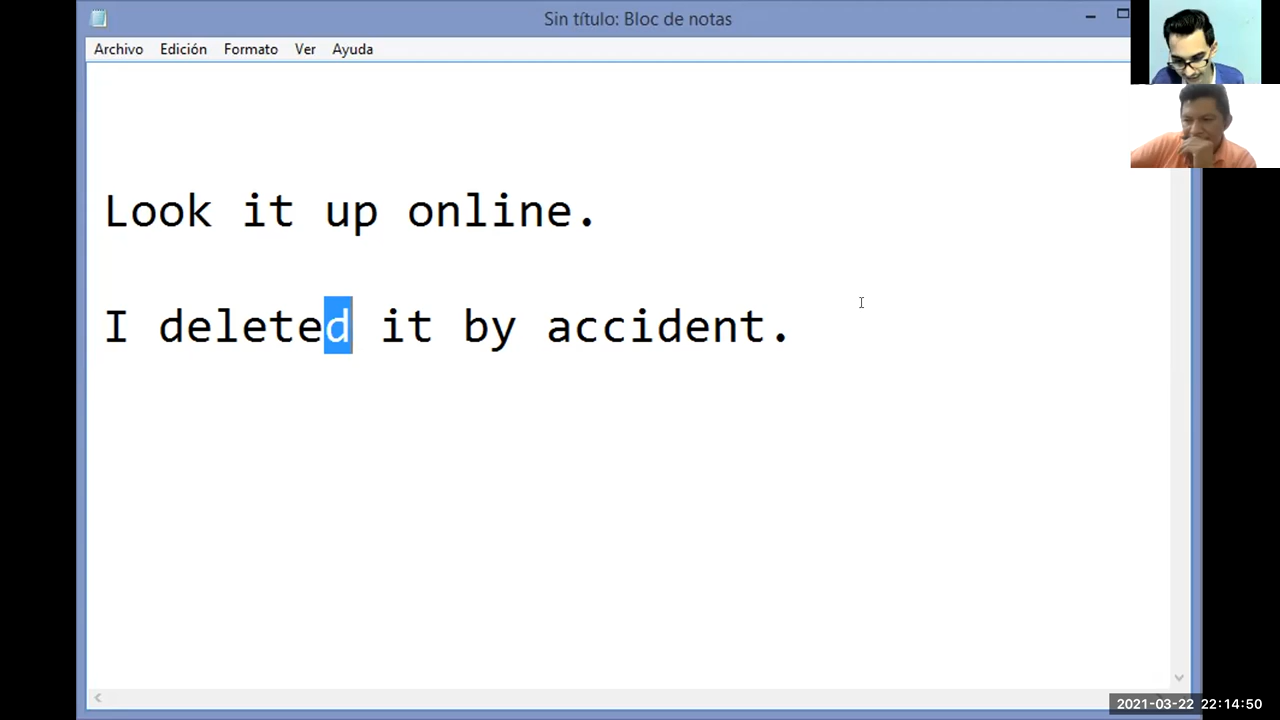 Sin título: Bloc de notas
Archivo Edición Formato Ver Ayuda
Look it up online.
I deleted it by accident.
2021-03-22 22:14:50